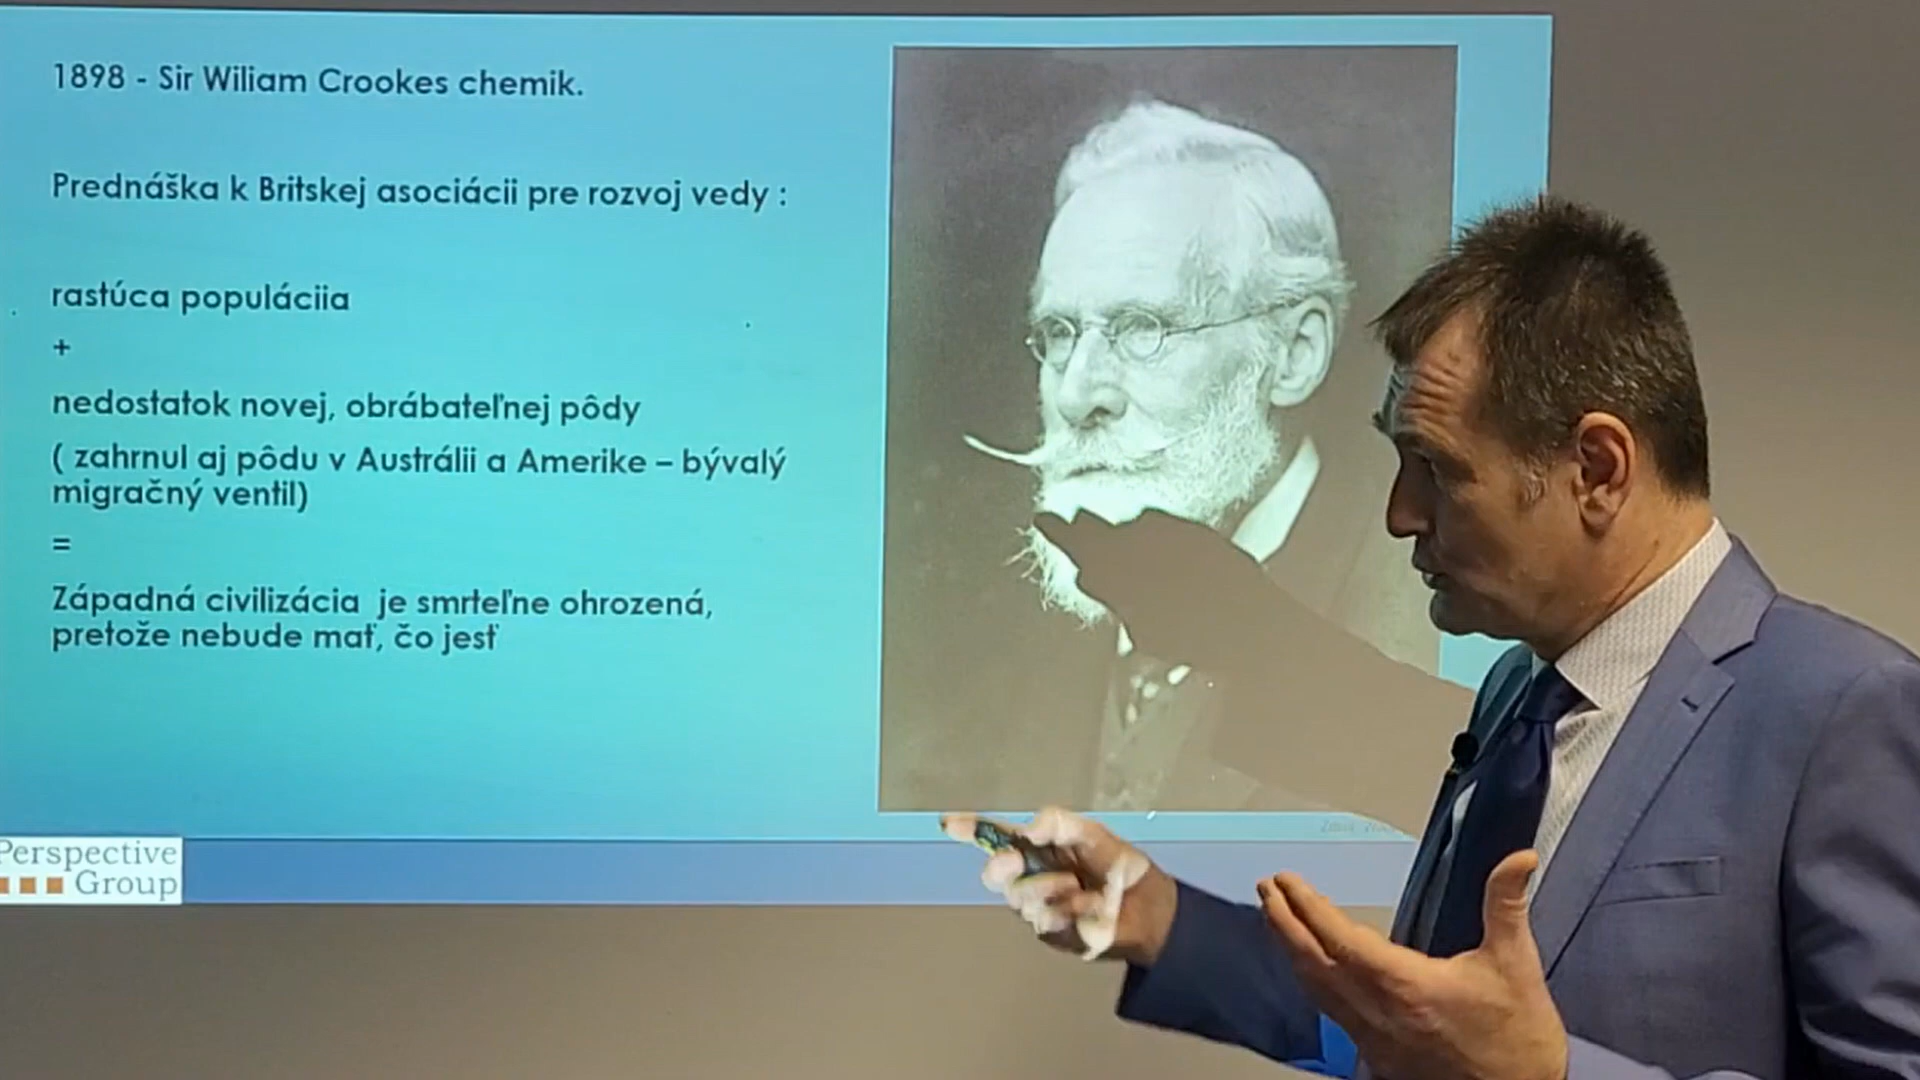 1898 - Sir Wiliam Crookes chemik.
Prednáška k Britskej asociácii pre rozvoj vedy :
rastúca populáciia
+
nedostatok novej, obrábateľnej pôdy
( zahrnul aj pôdu v Austrálii a Amerike – bývalý
migračný ventil)
=
Západná civilizácia je smrteľne ohrozená,
pretože nebude mať, čo jesť
Perspective
Group